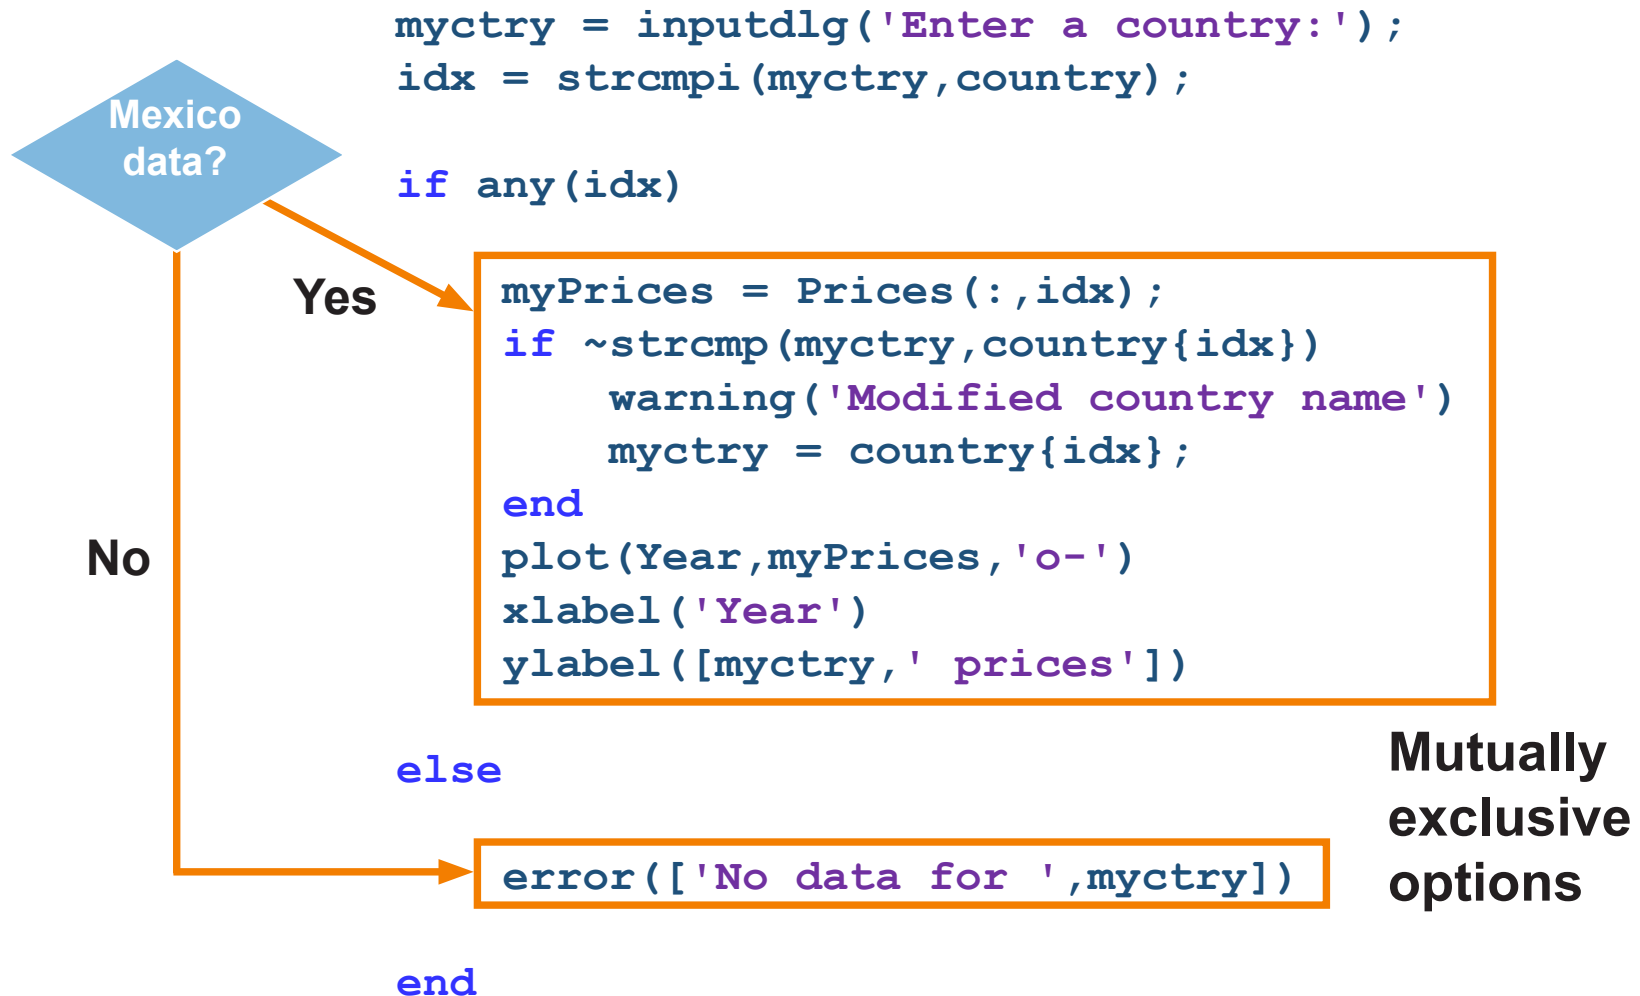 myctry = inputdlg('Enter a country:');
idx = strcmpi(myctry,country);
Mexico
data?
if any(idx)
Yes
myPrices = Prices(:,idx);
if ~strcmp(myctry,country{idx})
warning('Modified country name')
myctry = country{idx};
end
plot(Year,myPrices,'o-')
xlabel('Year')
ylabel([myctry,' prices'])
No
else
error(['No data for ',myctry])
end
Mutually
exclusive
options